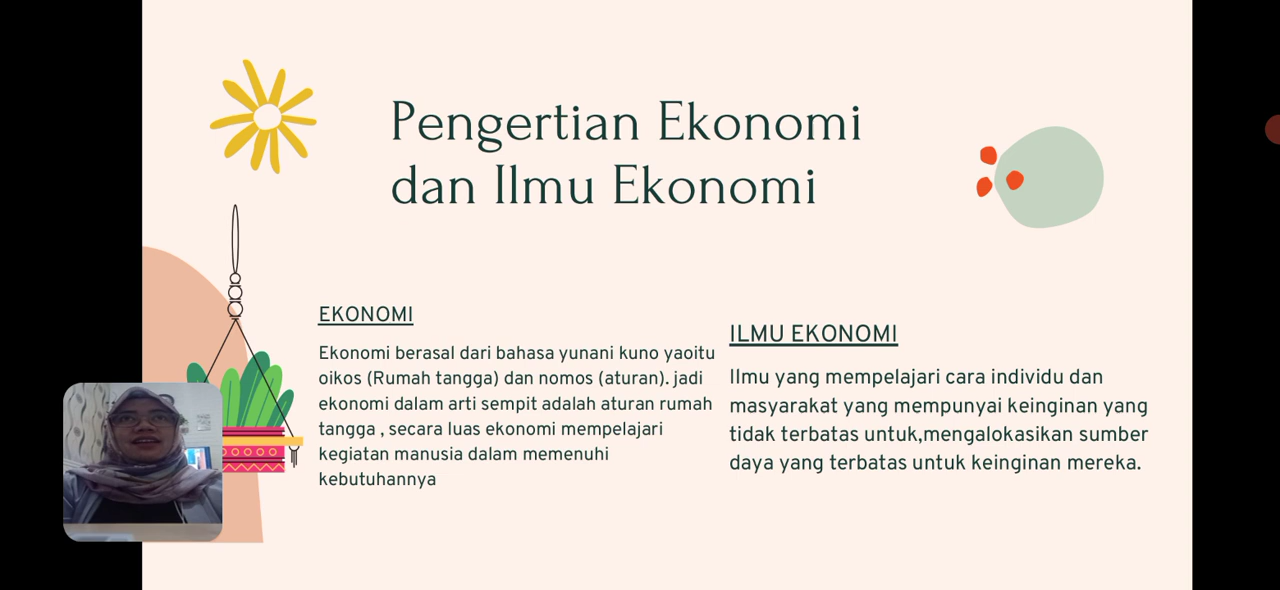 Pengertian Ekonomi
dan Ilmu Ekonomi
EKONOMI
Ekonomi berasal dari bahasa yunani kuno yaoitu
oikos (Rumah tangga) dan nomos (aturan). jadi
ekonomi dalam arti sempit adalah aturan rumah
tangga , secara luas ekonomi mempelajari
kegiatan manusia dalam memenuhi
kebutuhannya
ILMU EKONOMI
Ilmu yang mempelajari cara individu dan
masyarakat yang mempunyai keinginan yang
tidak terbatas untuk,mengalokasikan sumber
daya yang terbatas untuk keinginan mereka.